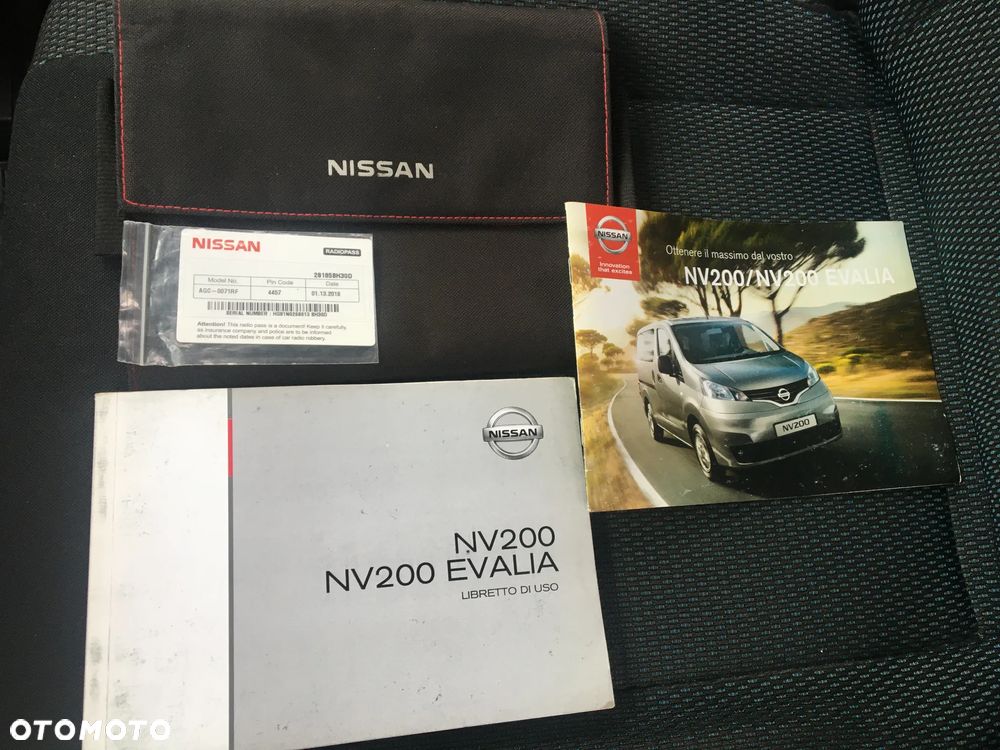 NISSAN
NISSAN
RADIOPASS
281858H30D
Model No. Pin Code Date
AGC-0071RF 4457 01.13.2018
SERIAL NUMBER : HG81N0268613 8H30D
Attention! This radio pass is a document! Keep it carefully,
as insurance company and police are to be informed
about the noted dates in case of car radio robbery.
NISSAN
Innovation
that excites
Ottenere il massimo dal vostro
NV200/NV200 EVALIA
NV200
NISSAN
NV200
NV200 EVALIA
LIBRETTO DI USO
OTOMOTO